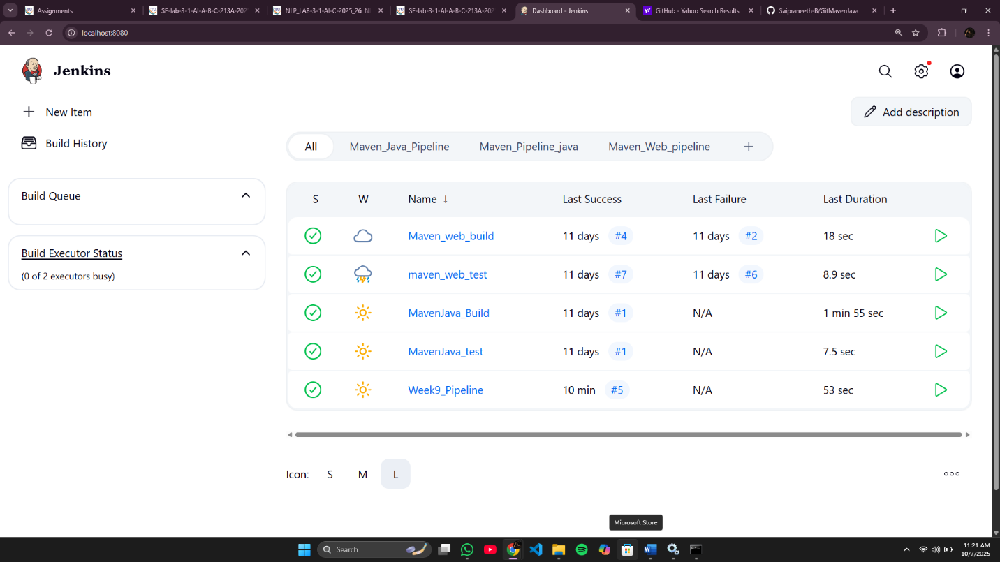 Assignments
SE-lab-3-1-AI-A-B-C-213A-202
NLP_LAB-3-1-AI-C-2025_26: NL
SE-lab-3-1-AI-A-B-C-213A-202
Dashboard - Jenkins
GitHub - Yahoo Search Results
Saipraneeth-B/GitMavenJava
localhost:8080
Jenkins
New Item
Add description
Build History
All
Maven_Java_Pipeline
Maven_Pipeline_java
Maven_Web_pipeline
Build Queue
Build Executor Status
(0 of 2 executors busy)
S W Name ↓ Last Success Last Failure Last Duration
Maven_web_build 11 days #4 11 days #2 18 sec
maven_web_test 11 days #7 11 days #6 8.9 sec
MavenJava_Build 11 days #1 N/A 1 min 55 sec
MavenJava_test 11 days #1 N/A 7.5 sec
Week9_Pipeline 10 min #5 N/A 53 sec
Icon: S M L
Microsoft Store
Search
11:21 AM
10/7/2025